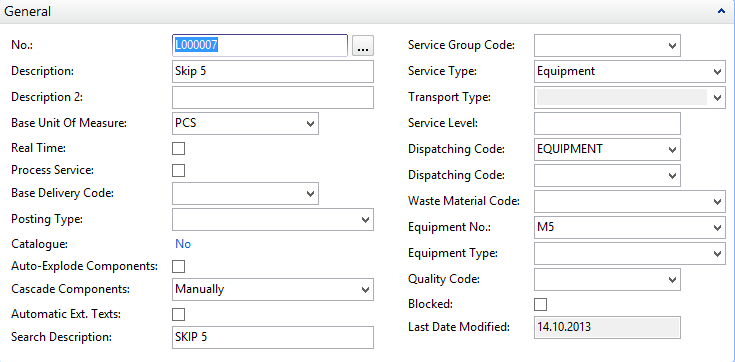 General
No.: L000007 ...
Description: Skip 5
Description 2:
Base Unit Of Measure: PCS
Real Time:
Process Service:
Base Delivery Code:
Posting Type:
Catalogue: No
Auto-Explode Components:
Cascade Components: Manually
Automatic Ext. Texts:
Search Description: SKIP 5
Service Group Code:
Service Type: Equipment
Transport Type:
Service Level:
Dispatching Code: EQUIPMENT
Dispatching Code:
Waste Material Code:
Equipment No.: M5
Equipment Type:
Quality Code:
Blocked:
Last Date Modified: 14.10.2013